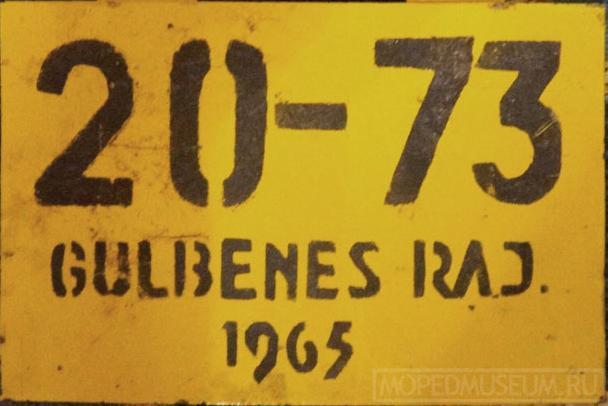 20-73
GULBENES RAJ.
1965
MOPEDMUSEUM.RU